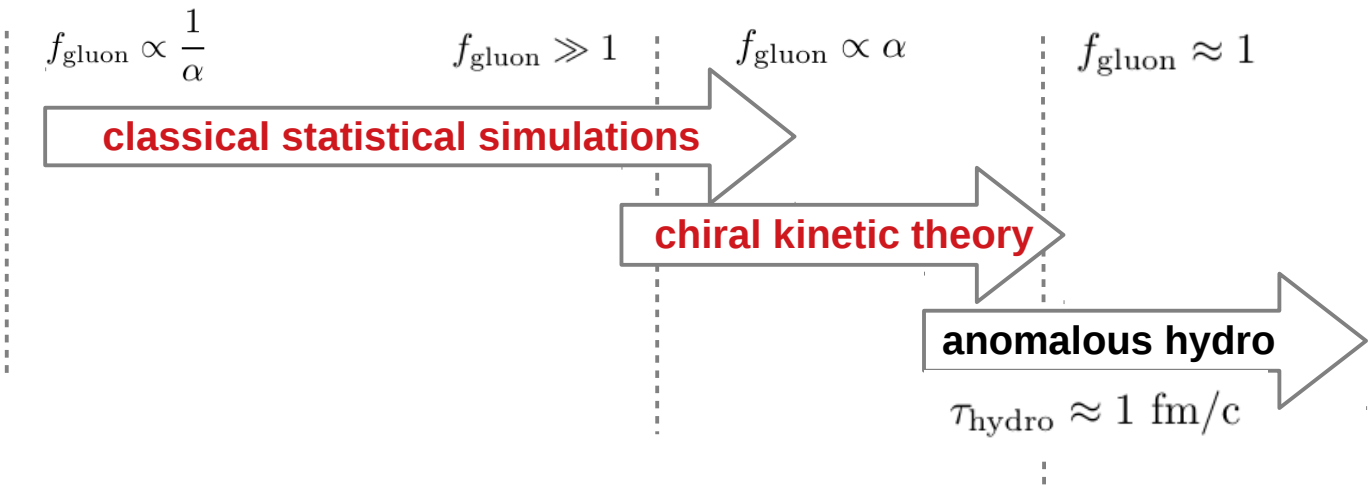 f_gluon ∝ 1/α
f_gluon ≫ 1
f_gluon ∝ α
f_gluon ≈ 1
classical statistical simulations
chiral kinetic theory
anomalous hydro
τ_hydro ≈ 1 fm/c